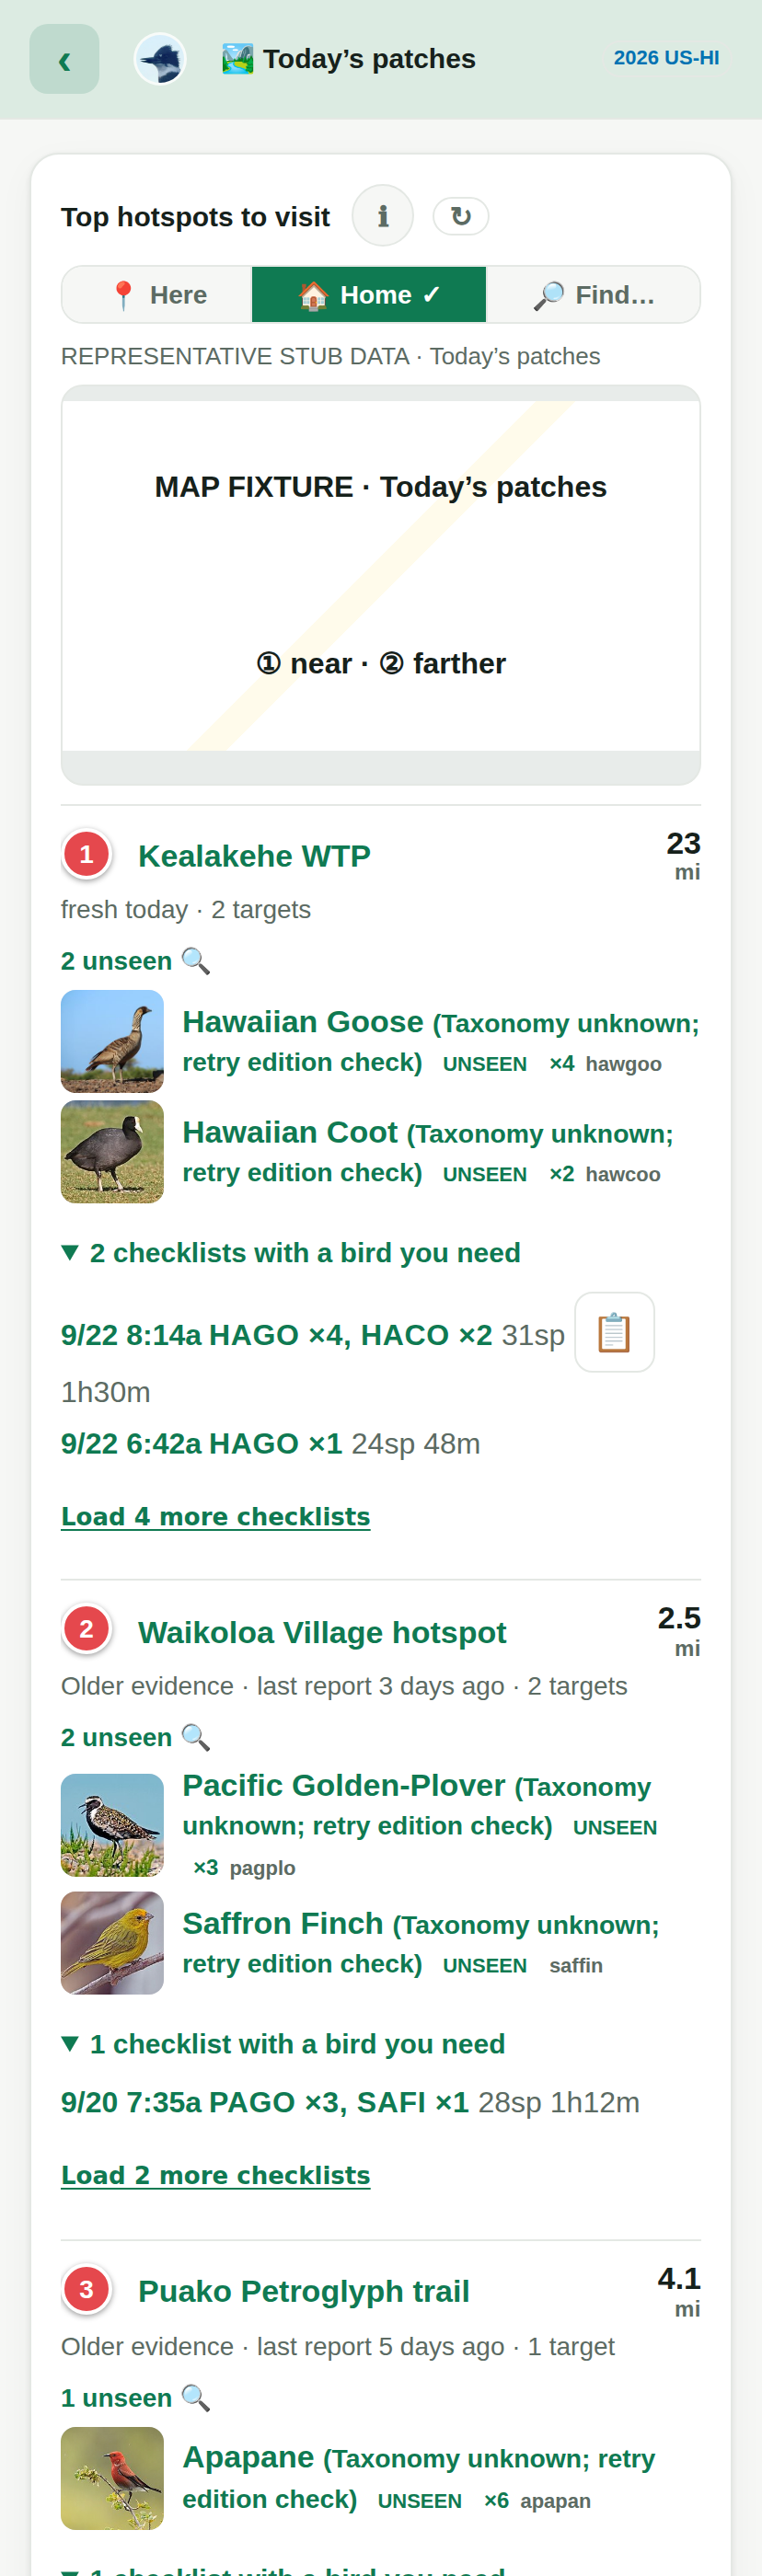 ‹ 🏞️ Today’s patches 2026 US-HI
Top hotspots to visit ℹ ↻
📍 Here 🏠 Home ✓ 🔎 Find…
REPRESENTATIVE STUB DATA · Today’s patches
MAP FIXTURE · Today’s patches
① near · ② farther
1 Kealakehe WTP 23 mi
fresh today · 2 targets
2 unseen 🔍
Hawaiian Goose (Taxonomy unknown;
retry edition check) UNSEEN ×4 hawgoo
Hawaiian Coot (Taxonomy unknown;
retry edition check) UNSEEN ×2 hawcoo
▼ 2 checklists with a bird you need
9/22 8:14a HAGO ×4, HACO ×2 31sp 📋
1h30m
9/22 6:42a HAGO ×1 24sp 48m
Load 4 more checklists
2 Waikoloa Village hotspot 2.5 mi
Older evidence · last report 3 days ago · 2 targets
2 unseen 🔍
Pacific Golden-Plover (Taxonomy
unknown; retry edition check) UNSEEN
×3 pagplo
Saffron Finch (Taxonomy unknown;
retry edition check) UNSEEN saffin
▼ 1 checklist with a bird you need
9/20 7:35a PAGO ×3, SAFI ×1 28sp 1h12m
Load 2 more checklists
3 Puako Petroglyph trail 4.1 mi
Older evidence · last report 5 days ago · 1 target
1 unseen 🔍
Apapane (Taxonomy unknown; retry
edition check) UNSEEN ×6 apapan
▼ 1 checklist with a bird you need